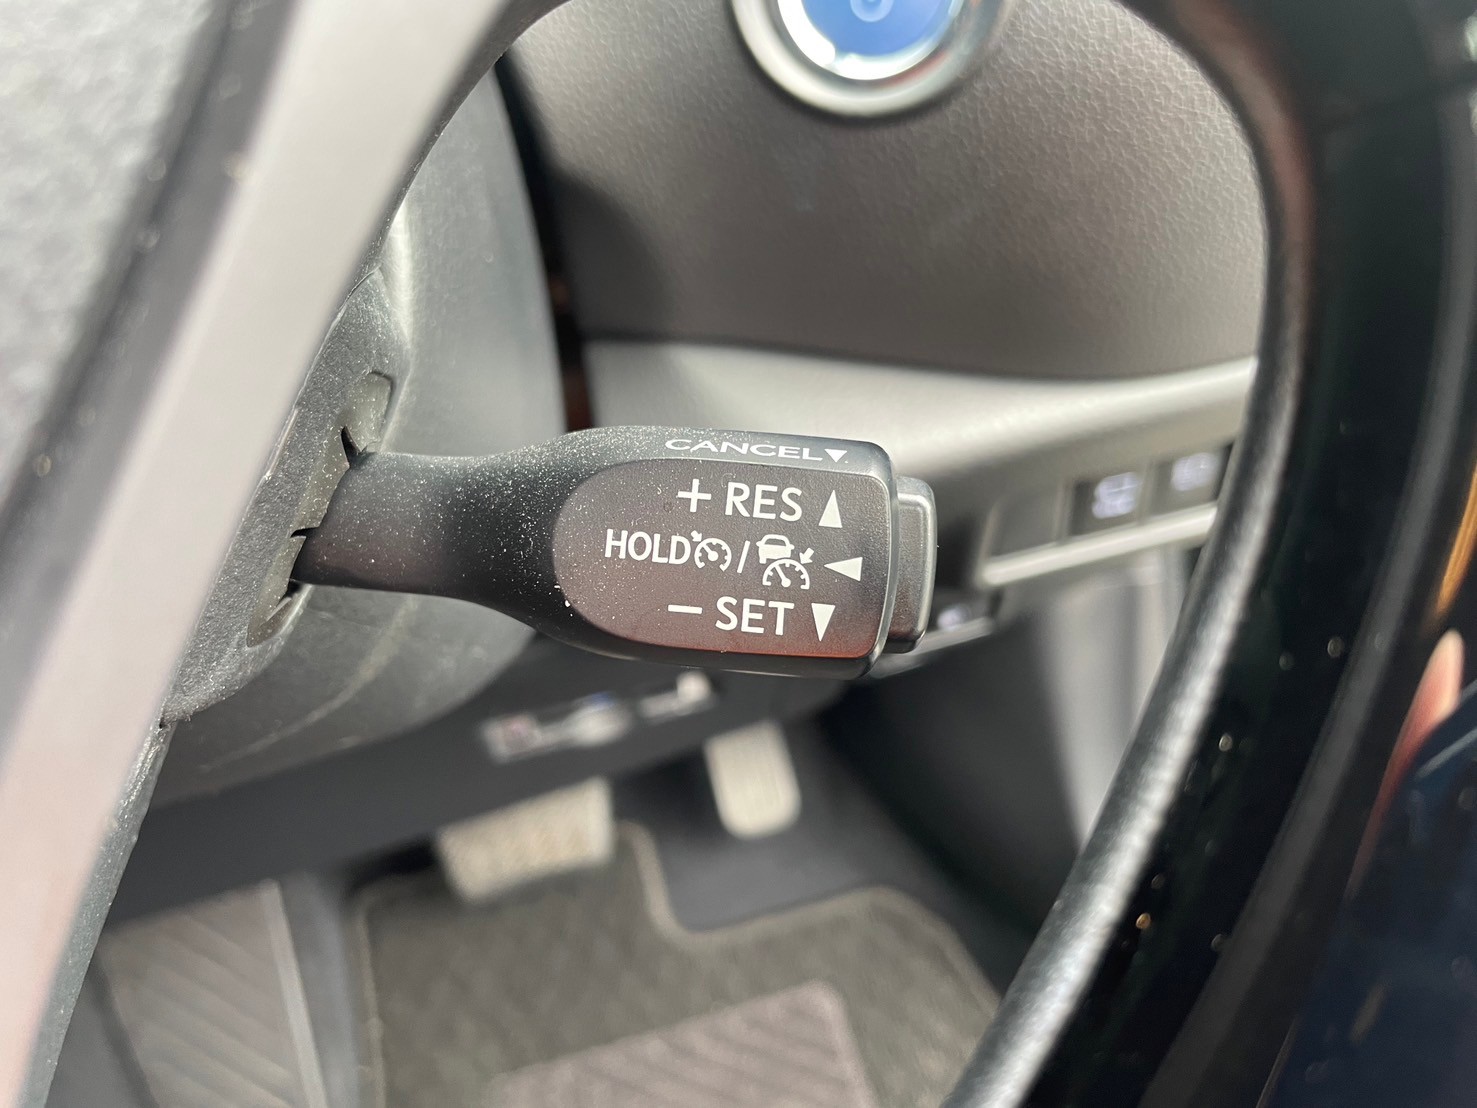 CANCEL▼
+ RES ▲
HOLD / ◀
− SET ▼